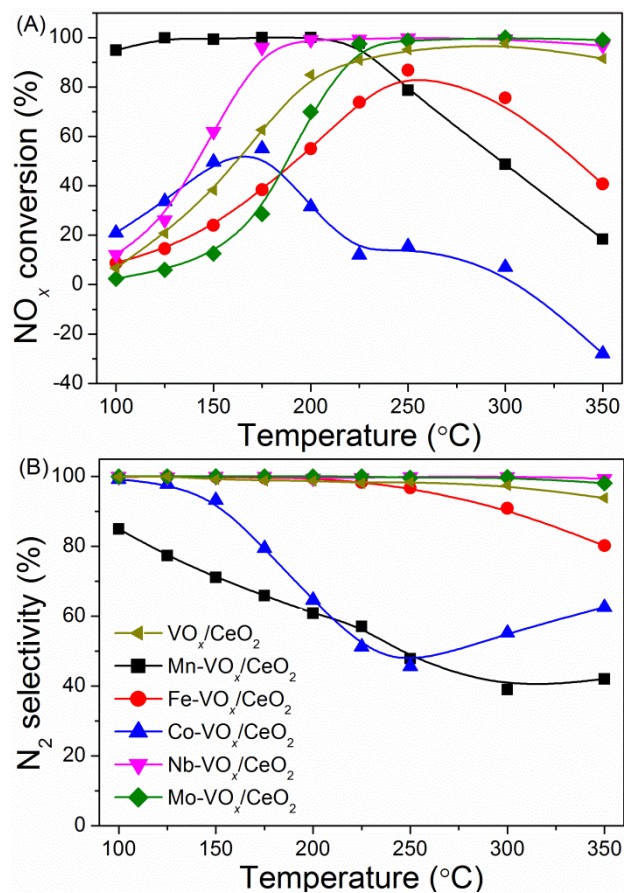 (A)
100
80
60
40
20
0
-20
-40
NOx conversion (%)
100 150 200 250 300 350
Temperature (°C)
(B)
100
80
60
40
20
0
N2 selectivity (%)
VOx/CeO2
Mn-VOx/CeO2
Fe-VOx/CeO2
Co-VOx/CeO2
Nb-VOx/CeO2
Mo-VOx/CeO2
100 150 200 250 300 350
Temperature (°C)